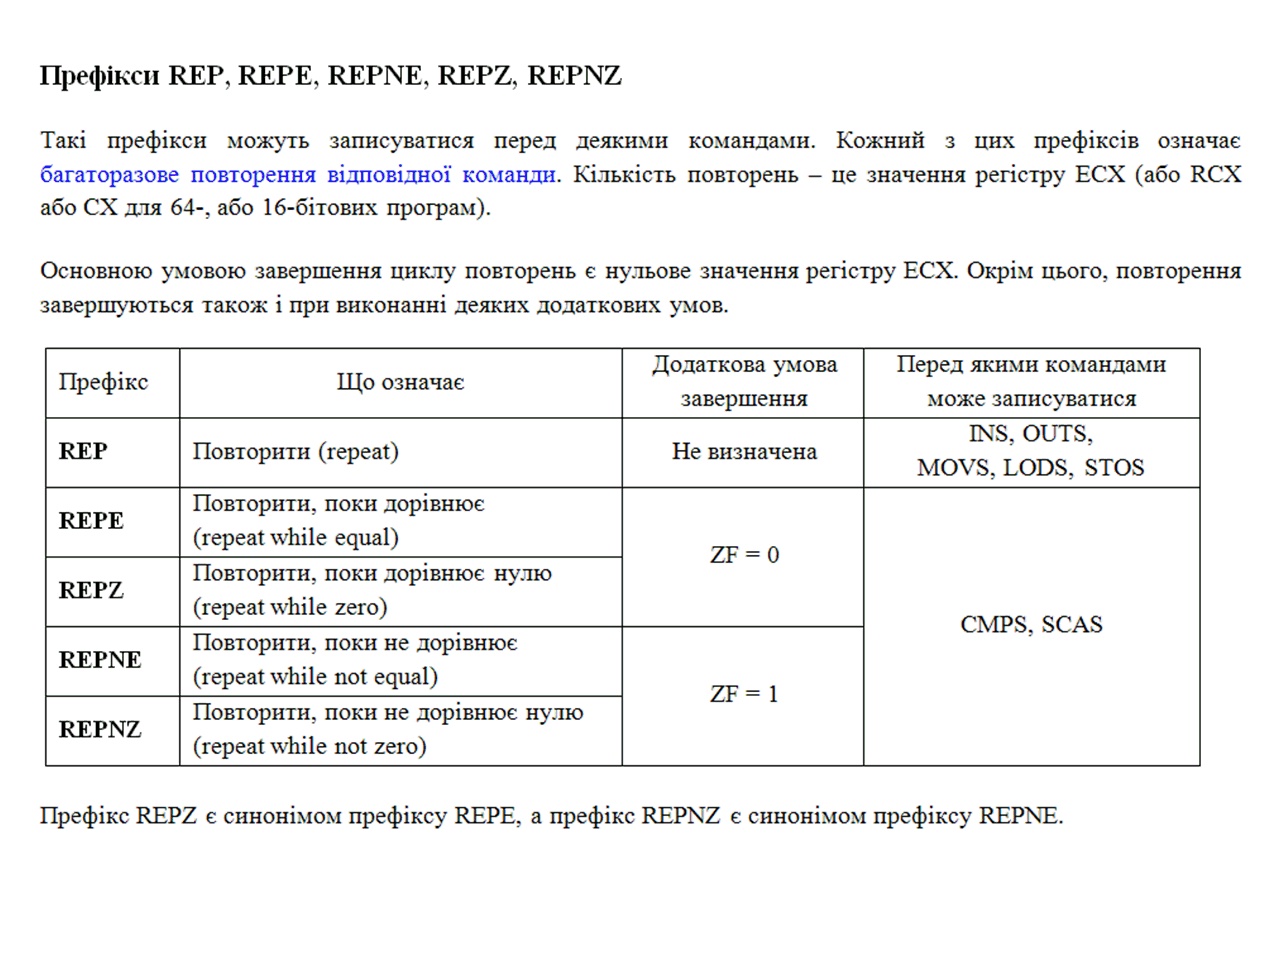 Префікси REP, REPE, REPNE, REPZ, REPNZ
Такі префікси можуть записуватися перед деякими командами. Кожний з цих префіксів означає
багаторазове повторення відповідної команди. Кількість повторень – це значення регістру ECX (або RCX
або CX для 64-, або 16-бітових програм).
Основною умовою завершення циклу повторень є нульове значення регістру ECX. Окрім цього, повторення
завершуються також і при виконанні деяких додаткових умов.
Префікс
Що означає
Додаткова умова
завершення
Перед якими командами
може записуватися
REP
Повторити (repeat)
Не визначена
INS, OUTS,
MOVS, LODS, STOS
REPE
Повторити, поки дорівнює
(repeat while equal)
ZF = 0
CMPS, SCAS
REPZ
Повторити, поки дорівнює нулю
(repeat while zero)
REPNE
Повторити, поки не дорівнює
(repeat while not equal)
ZF = 1
REPNZ
Повторити, поки не дорівнює нулю
(repeat while not zero)
Префікс REPZ є синонімом префіксу REPE, а префікс REPNZ є синонімом префіксу REPNE.